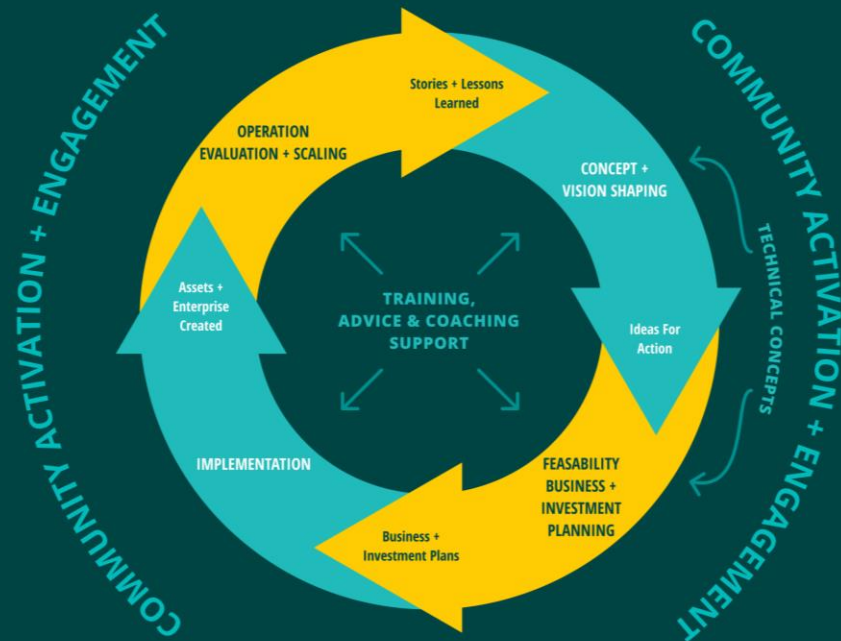 COMMUNITY ACTIVATION + ENGAGEMENT
COMMUNITY ACTIVATION + ENGAGEMENT
Stories + Lessons
Learned
OPERATION
EVALUATION + SCALING
CONCEPT +
VISION SHAPING
TECHNICAL CONCEPTS
Assets +
Enterprise
Created
TRAINING,
ADVICE & COACHING
SUPPORT
Ideas For
Action
IMPLEMENTATION
FEASABILITY
BUSINESS +
INVESTMENT
PLANNING
Business +
Investment Plans